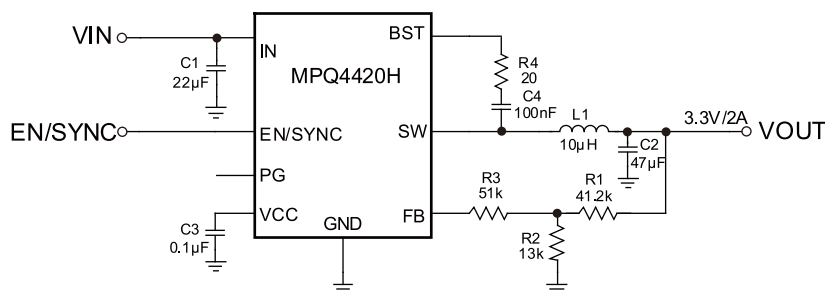 VIN
C1
22μF
IN
MPQ4420H
BST
R4
20
C4
100nF
EN/SYNC
EN/SYNC
SW
L1
10μH
3.3V/2A
VOUT
C2
47μF
PG
VCC
C3
0.1μF
GND
FB
R3
51k
R1
41.2k
R2
13k